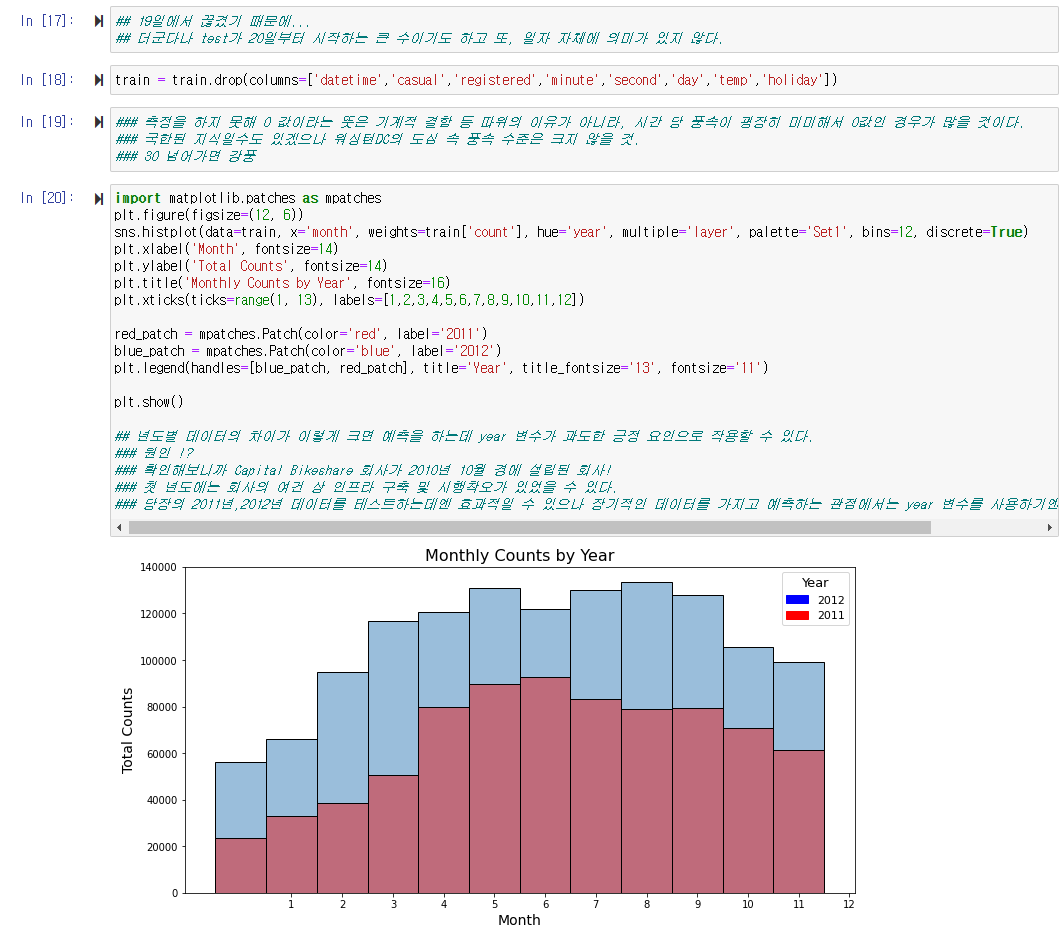 In [17]:
## 19일에서 끊겼기 때문에...
## 더군다나 test가 20일부터 시작하는 큰 수이기도 하고 또, 일자 자체에 의미가 있지 않다.
In [18]:
train = train.drop(columns=['datetime','casual','registered','minute','second','day','temp','holiday'])
In [19]:
### 측정을 하지 못해 0 값이라는 뜻은 기계적 결함 등 따위의 이유가 아니라, 시간 당 풍속이 굉장히 미미해서 0값인 경우가 많을 것이다.
### 국한된 지식일수도 있겠으나 워싱턴DC의 도심 속 풍속 수준은 크지 않을 것.
### 30 넘어가면 강풍
In [20]:
import matplotlib.patches as mpatches
plt.figure(figsize=(12, 6))
sns.histplot(data=train, x='month', weights=train['count'], hue='year', multiple='layer', palette='Set1', bins=12, discrete=True)
plt.xlabel('Month', fontsize=14)
plt.ylabel('Total Counts', fontsize=14)
plt.title('Monthly Counts by Year', fontsize=16)
plt.xticks(ticks=range(1, 13), labels=[1,2,3,4,5,6,7,8,9,10,11,12])
red_patch = mpatches.Patch(color='red', label='2011')
blue_patch = mpatches.Patch(color='blue', label='2012')
plt.legend(handles=[blue_patch, red_patch], title='Year', title_fontsize='13', fontsize='11')
plt.show()
## 년도별 데이터의 차이가 이렇게 크면 예측을 하는데 year 변수가 과도한 긍정 요인으로 작용할 수 있다.
### 원인 !?
### 확인해보니까 Capital Bikeshare 회사가 2010년 10월 경에 설립된 회사!
### 첫 년도에는 회사의 여건 상 인프라 구축 및 시행착오가 있었을 수 있다.
### 당장의 2011년,2012년 데이터를 테스트하는데엔 효과적일 수 있으나 장기적인 데이터를 가지고 예측하는 관점에서는 year 변수를 사용하기엔
Monthly Counts by Year
140000
120000
100000
80000
60000
40000
20000
0
Total Counts
Year
2012
2011
1 2 3 4 5 6 7 8 9 10 11 12
Month